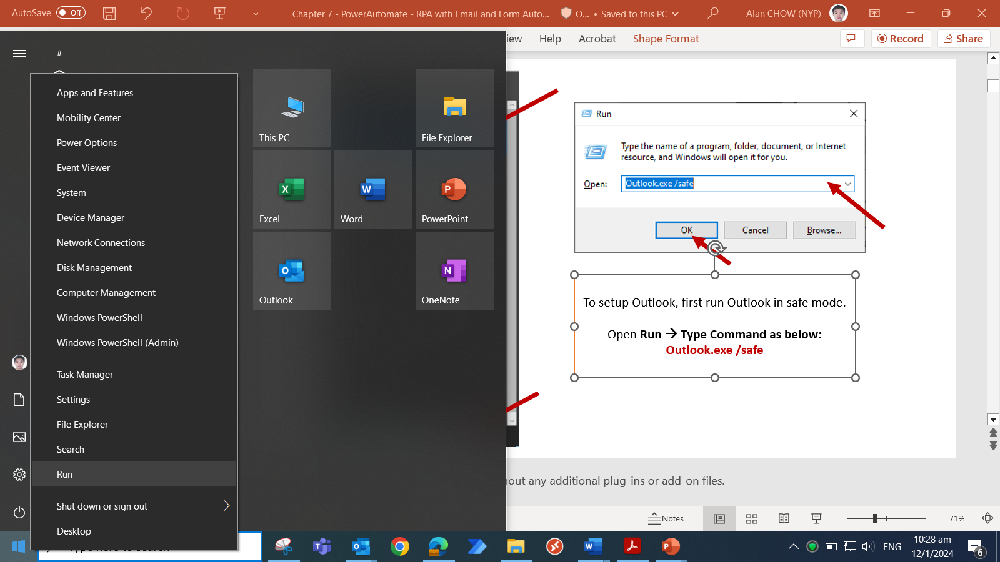 AutoSave
Off
Chapter 7 - PowerAutomate - RPA with Email and Form Auto...
O...
• Saved to this PC
Alan CHOW (NYP)
Help
Acrobat
Shape Format
Record
Share
#
Apps and Features
Mobility Center
Power Options
Event Viewer
System
Device Manager
Network Connections
Disk Management
Computer Management
Windows PowerShell
Windows PowerShell (Admin)
Task Manager
Settings
File Explorer
Search
Run
Shut down or sign out
Desktop
This PC
File Explorer
Excel
Word
PowerPoint
Outlook
OneNote
Run
Type the name of a program, folder, document, or Internet
resource, and Windows will open it for you.
Open:
Outlook.exe /safe
OK
Cancel
Browse...
To setup Outlook, first run Outlook in safe mode.
Open Run → Type Command as below:
Outlook.exe /safe
any additional plug-ins or add-on files.
Notes
71%
ENG
10:28 am
12/1/2024
6